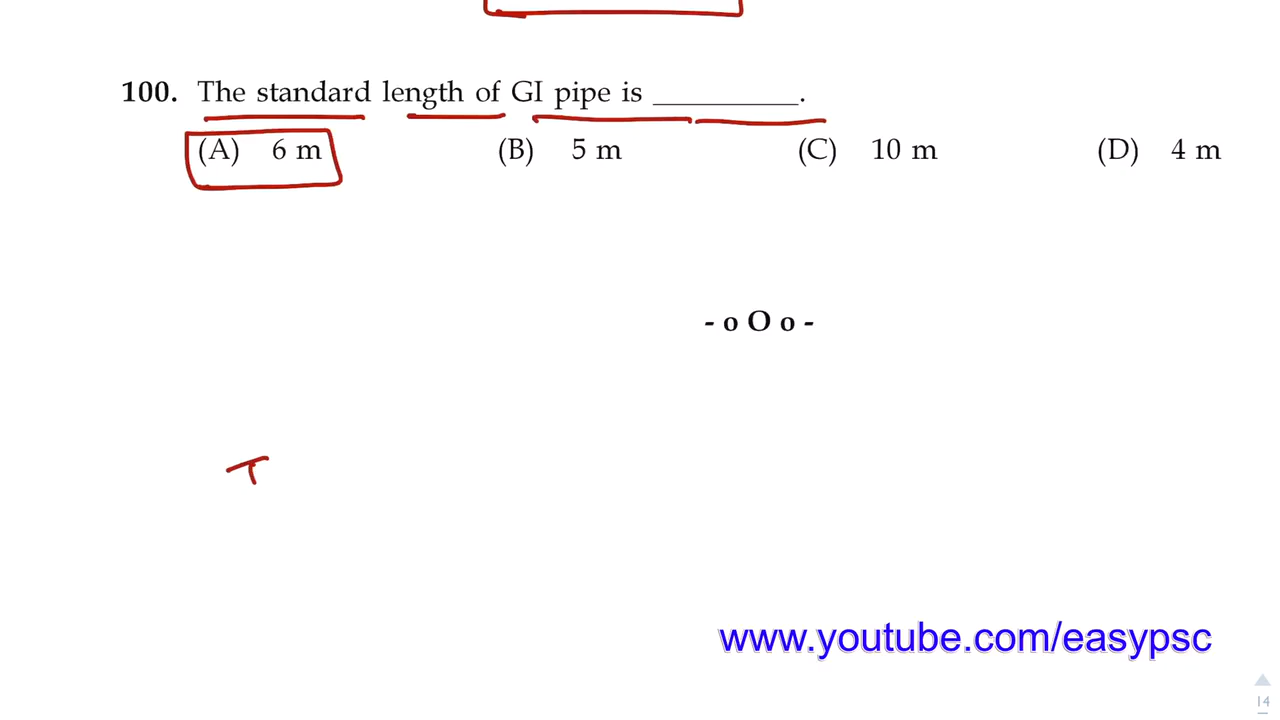 100. The standard length of GI pipe is __________.
(A) 6 m (B) 5 m (C) 10 m (D) 4 m
- o O o -
T
www.youtube.com/easypsc
14